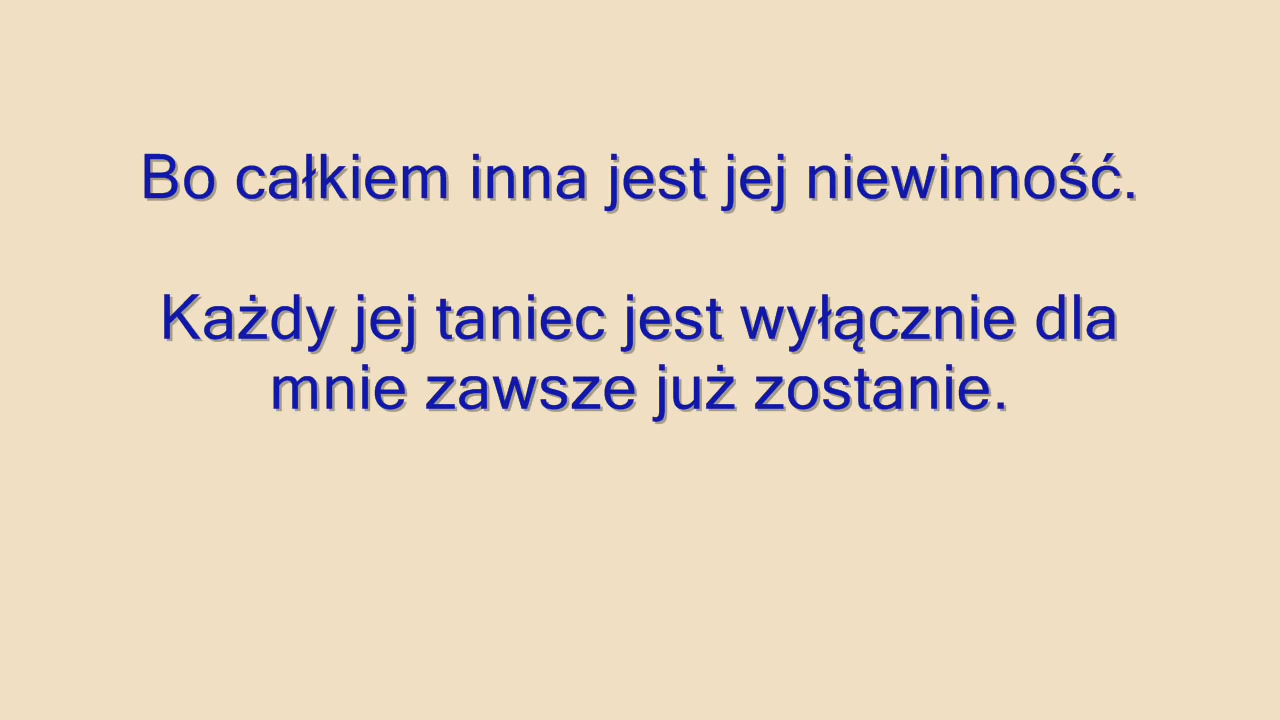 Bo całkiem inna jest jej niewinność.
Każdy jej taniec jest wyłącznie dla
mnie zawsze już zostanie.